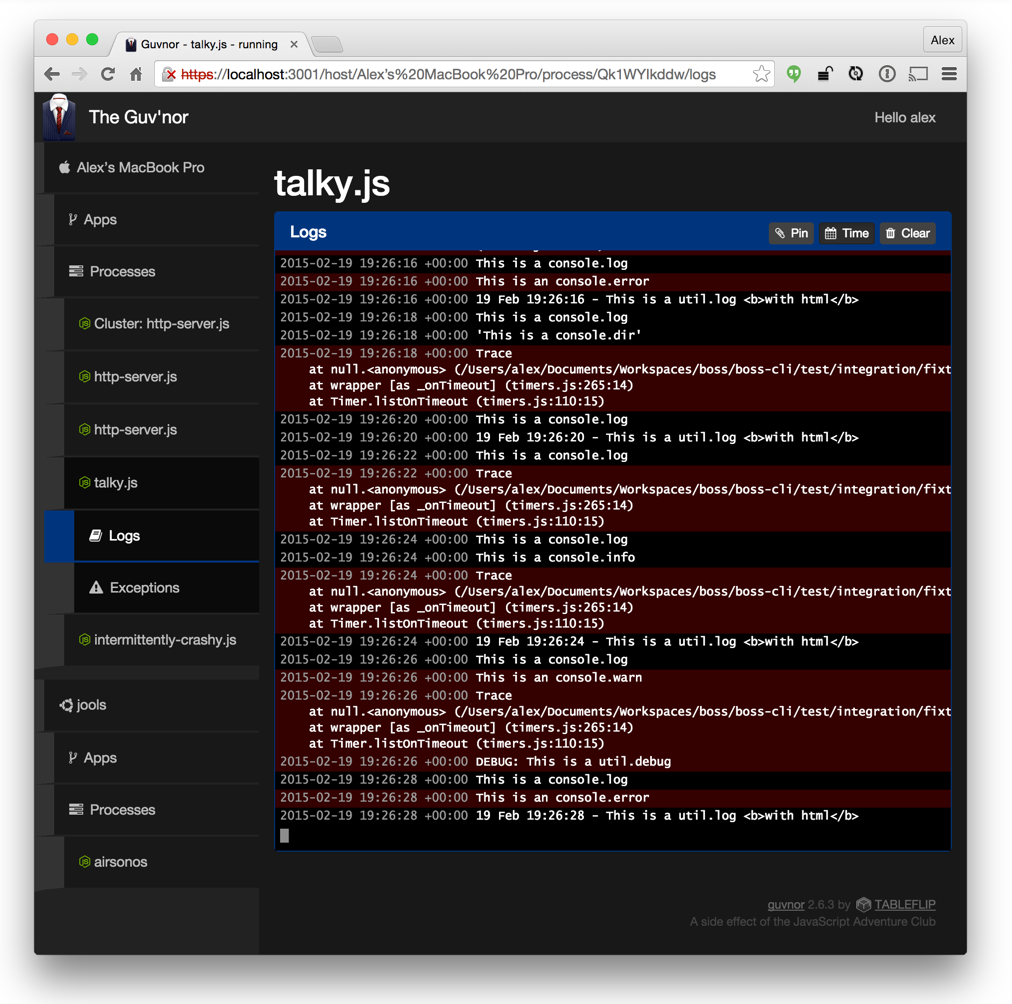 Guvnor - talky.js - running
Alex
https://localhost:3001/host/Alex's%20MacBook%20Pro/process/Qk1WYlkddw/logs
The Guv'nor
Hello alex
Alex's MacBook Pro
Apps
Processes
Cluster: http-server.js
http-server.js
http-server.js
talky.js
Logs
Exceptions
intermittently-crashy.js
jools
Apps
Processes
airsonos
talky.js
Logs
Pin
Time
Clear
2015-02-19 19:26:16 +00:00 This is a console.log
2015-02-19 19:26:16 +00:00 This is an console.error
2015-02-19 19:26:16 +00:00 19 Feb 19:26:16 - This is a util.log <b>with html</b>
2015-02-19 19:26:18 +00:00 This is a console.log
2015-02-19 19:26:18 +00:00 'This is a console.dir'
2015-02-19 19:26:18 +00:00 Trace
at null.<anonymous> (/Users/alex/Documents/Workspaces/boss/boss-cli/test/integration/fixt
at wrapper [as _onTimeout] (timers.js:265:14)
at Timer.listOnTimeout (timers.js:110:15)
2015-02-19 19:26:20 +00:00 This is a console.log
2015-02-19 19:26:20 +00:00 19 Feb 19:26:20 - This is a util.log <b>with html</b>
2015-02-19 19:26:22 +00:00 This is a console.log
2015-02-19 19:26:22 +00:00 Trace
at null.<anonymous> (/Users/alex/Documents/Workspaces/boss/boss-cli/test/integration/fixt
at wrapper [as _onTimeout] (timers.js:265:14)
at Timer.listOnTimeout (timers.js:110:15)
2015-02-19 19:26:24 +00:00 This is a console.log
2015-02-19 19:26:24 +00:00 This is a console.info
2015-02-19 19:26:24 +00:00 Trace
at null.<anonymous> (/Users/alex/Documents/Workspaces/boss/boss-cli/test/integration/fixt
at wrapper [as _onTimeout] (timers.js:265:14)
at Timer.listOnTimeout (timers.js:110:15)
2015-02-19 19:26:24 +00:00 19 Feb 19:26:24 - This is a util.log <b>with html</b>
2015-02-19 19:26:26 +00:00 This is a console.log
2015-02-19 19:26:26 +00:00 This is an console.warn
2015-02-19 19:26:26 +00:00 Trace
at null.<anonymous> (/Users/alex/Documents/Workspaces/boss/boss-cli/test/integration/fixt
at wrapper [as _onTimeout] (timers.js:265:14)
at Timer.listOnTimeout (timers.js:110:15)
2015-02-19 19:26:26 +00:00 DEBUG: This is a util.debug
2015-02-19 19:26:28 +00:00 This is a console.log
2015-02-19 19:26:28 +00:00 This is an console.error
2015-02-19 19:26:28 +00:00 19 Feb 19:26:28 - This is a util.log <b>with html</b>
guvnor 2.6.3 by TABLEFLIP
A side effect of the JavaScript Adventure Club